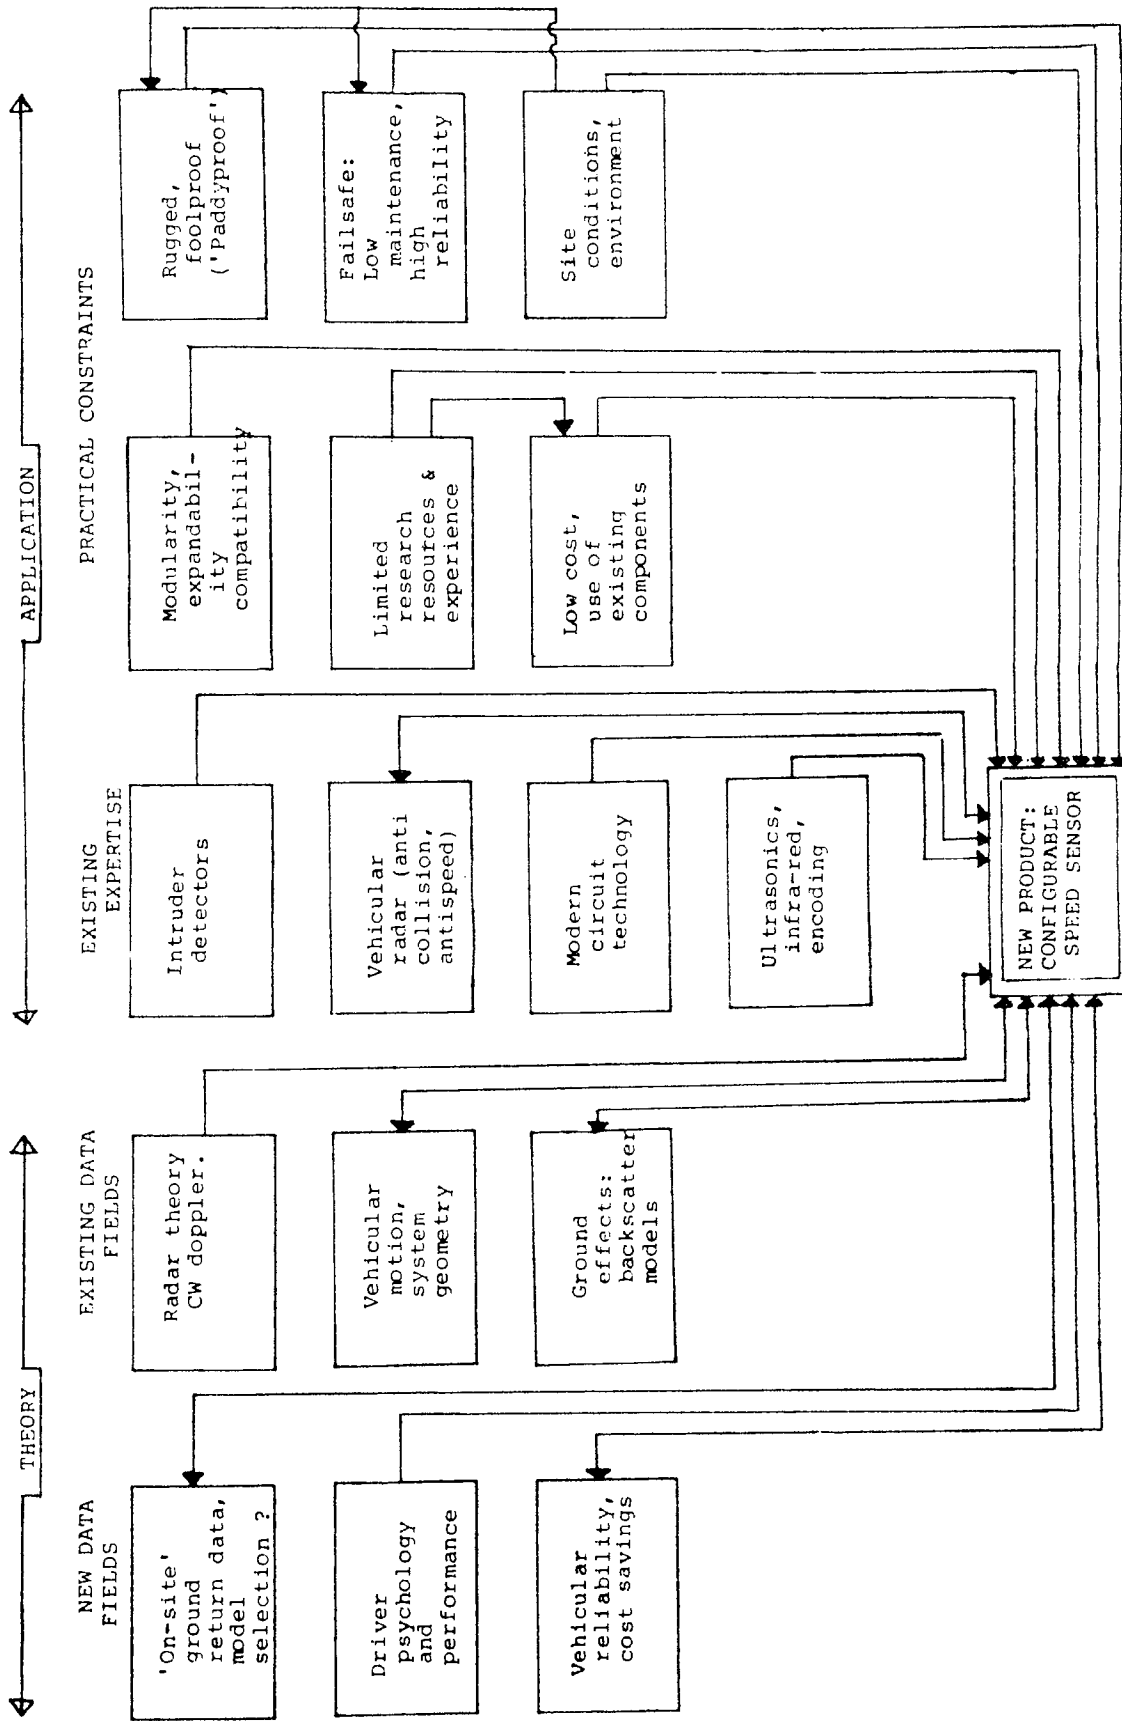 THEORY
APPLICATION
NEW DATA
FIELDS
EXISTING DATA
FIELDS
EXISTING
EXPERTISE
PRACTICAL CONSTRAINTS
'On-site'
ground
return data,
model
selection ?
Driver
psychology
and
performance
Vehicular
reliability,
cost savings
Radar theory
CW doppler.
Vehicular
motion,
system
geometry
Ground
effects:
backscatter
models
Intruder
detectors
Vehicular
radar (anti
collision,
antispeed)
Modern
circuit
technology
Ultrasonics,
infra-red,
encoding
Modularity,
expandabil-
ity
compatibility
Limited
research
resources &
experience
Low cost,
use of
existing
components
Rugged,
foolproof
('Paddyproof')
Failsafe:
Low
maintenance,
high
reliability
Site
conditions,
environment
NEW PRODUCT:
CONFIGURABLE
SPEED SENSOR